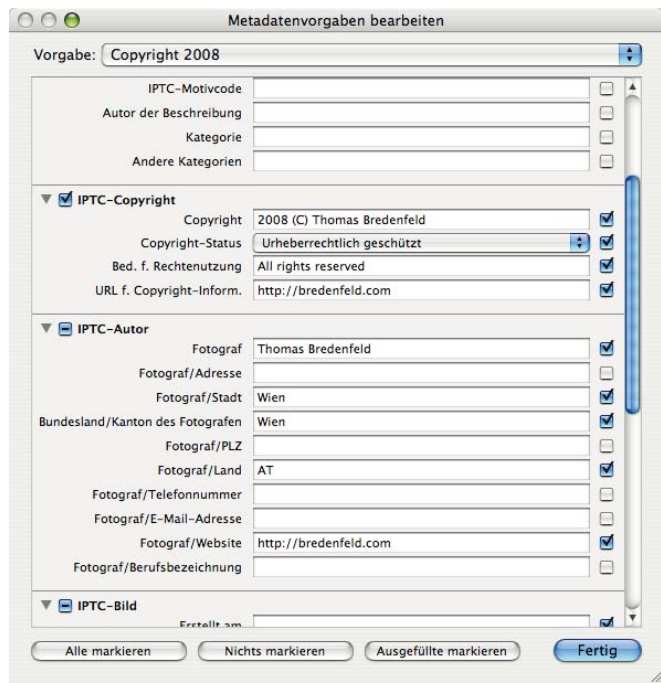 Metadatenvorgaben bearbeiten
Vorgabe: Copyright 2008
IPTC-Motivcode
Autor der Beschreibung
Kategorie
Andere Kategorien
IPTC-Copyright
Copyright 2008 (C) Thomas Bredenfeld
Copyright-Status Urheberrechtlich geschützt
Bed. f. Rechtenutzung All rights reserved
URL f. Copyright-Inform. http://bredenfeld.com
IPTC-Autor
Fotograf Thomas Bredenfeld
Fotograf/Adresse
Fotograf/Stadt Wien
Bundesland/Kanton des Fotografen Wien
Fotograf/PLZ
Fotograf/Land AT
Fotograf/Telefonnummer
Fotograf/E-Mail-Adresse
Fotograf/Website http://bredenfeld.com
Fotograf/Berufsbezeichnung
IPTC-Bild
Erstellt am
Alle markieren Nichts markieren Ausgefüllte markieren Fertig